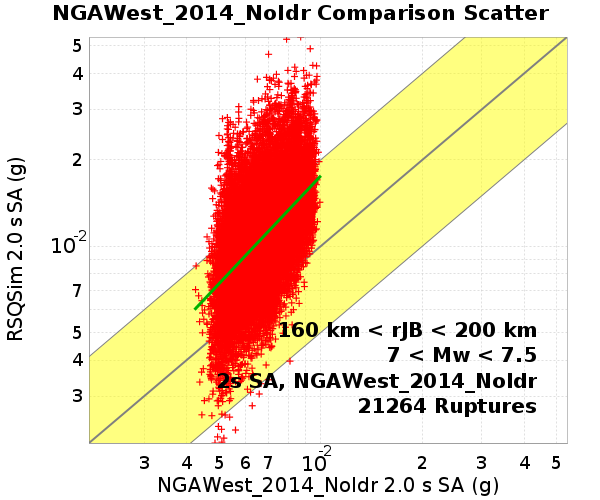 NGAWest_2014_NoIdr Comparison Scatter
RSQSim 2.0 s SA (g)
5
4
3
2
10-2
7
5
4
3
160 km < rJB < 200 km
7 < Mw < 7.5
2s SA, NGAWest_2014_NoIdr
21264 Ruptures
3 4 5 6 7 10-2 2 3 4 5
NGAWest_2014_NoIdr 2.0 s SA (g)